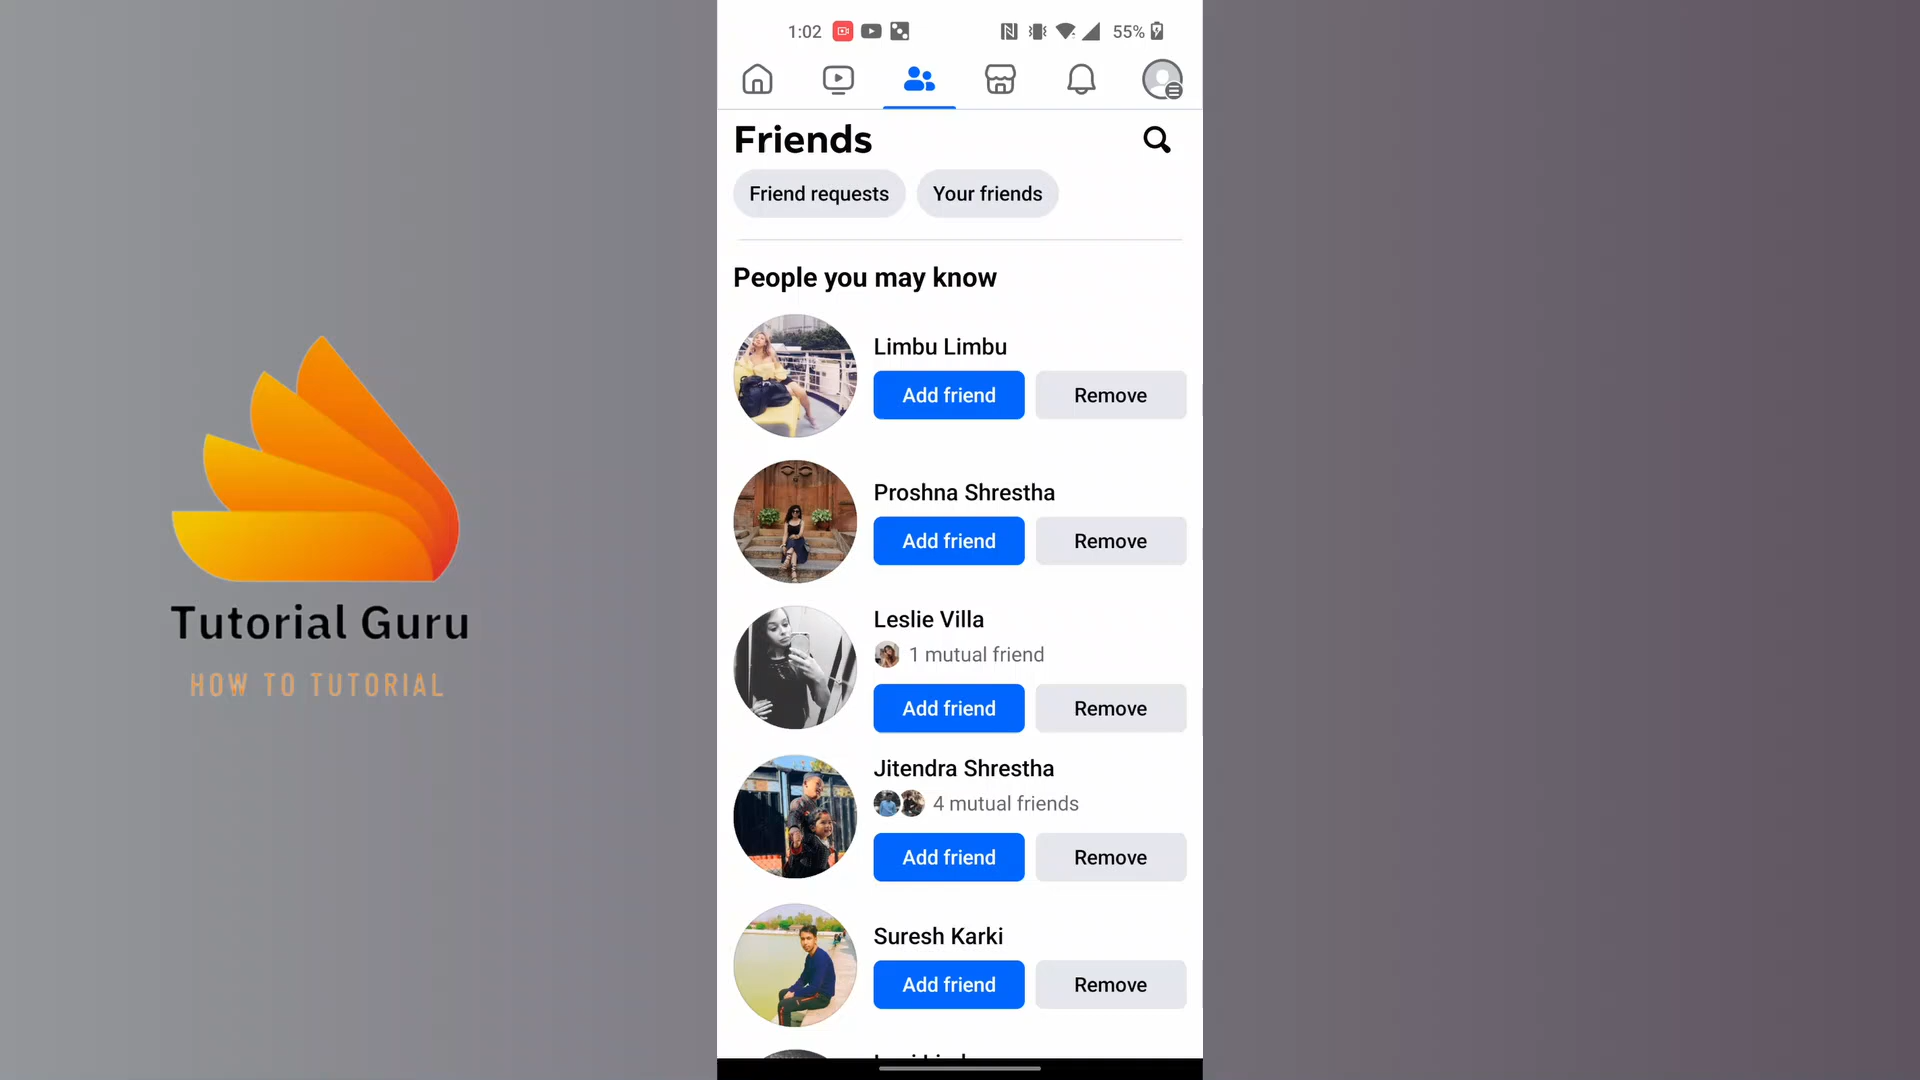 1:02
55%
Friends
Friend requests
Your friends
People you may know
Limbu Limbu
Add friend
Remove
Proshna Shrestha
Add friend
Remove
Leslie Villa
1 mutual friend
Add friend
Remove
Jitendra Shrestha
4 mutual friends
Add friend
Remove
Suresh Karki
Add friend
Remove
Tutorial Guru
HOW TO TUTORIAL